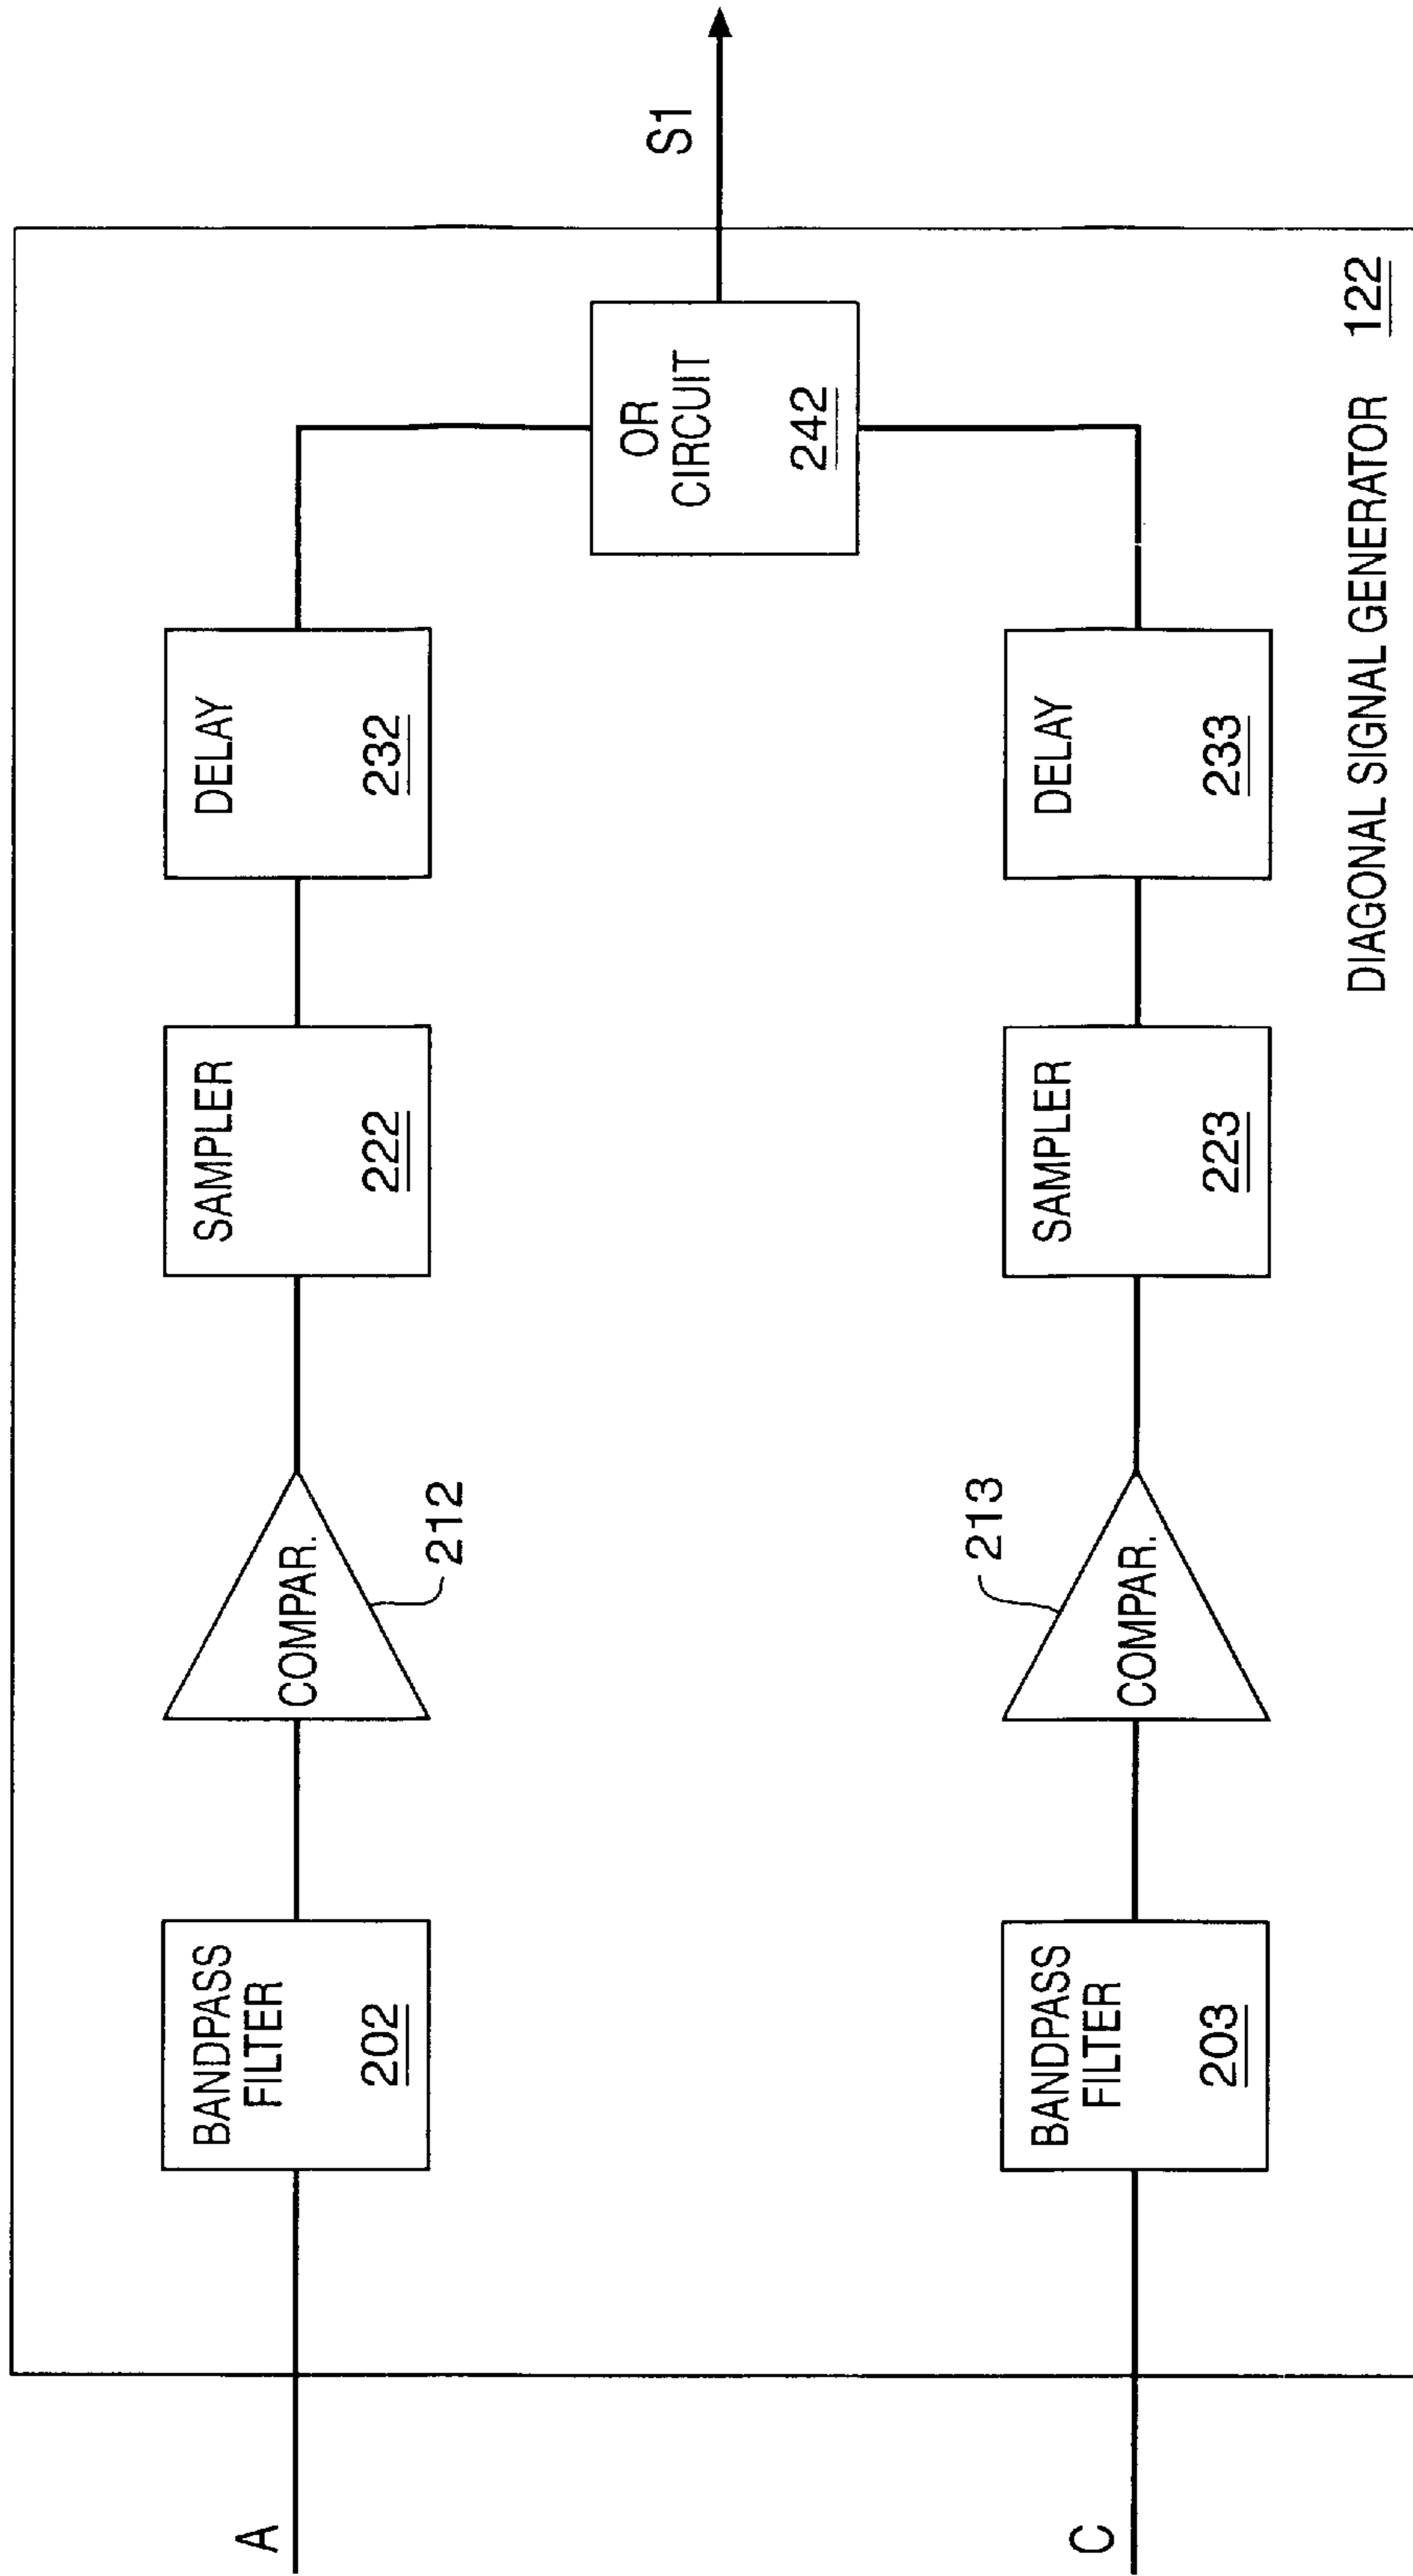 A
BANDPASS
FILTER
202
COMPAR.
212
SAMPLER
222
DELAY
232
OR
CIRCUIT
242
S1
C
BANDPASS
FILTER
203
COMPAR.
213
SAMPLER
223
DELAY
233
DIAGONAL SIGNAL GENERATOR 122